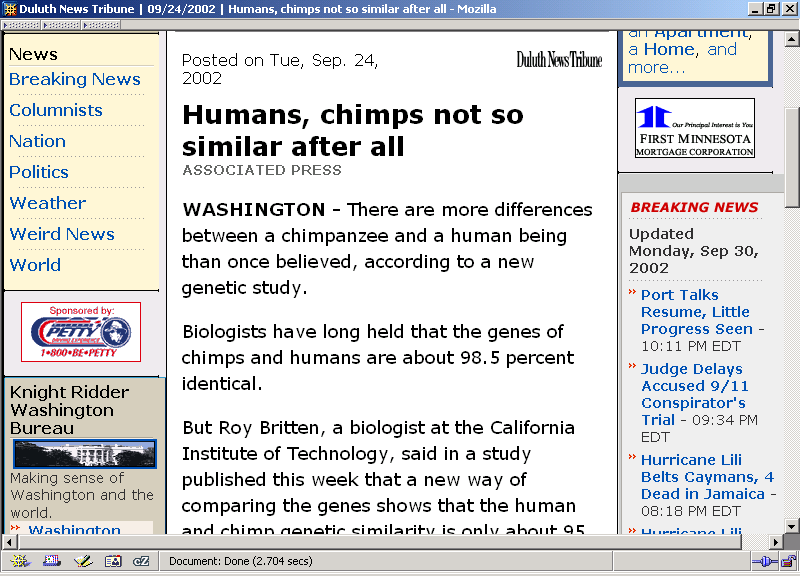 Duluth News Tribune | 09/24/2002 | Humans, chimps not so similar after all - Mozilla
News
Breaking News
Columnists
Nation
Politics
Weather
Weird News
World
Sponsored by:
PETTY
1•800•BE•PETTY
Knight Ridder
Washington
Bureau
Making sense of
Washington and the
world.
Washington
Posted on Tue, Sep. 24,
2002
Duluth News Tribune
Humans, chimps not so
similar after all
ASSOCIATED PRESS
WASHINGTON - There are more differences
between a chimpanzee and a human being
than once believed, according to a new
genetic study.
Biologists have long held that the genes of
chimps and humans are about 98.5 percent
identical.
But Roy Britten, a biologist at the California
Institute of Technology, said in a study
published this week that a new way of
comparing the genes shows that the human
and chimp genetic similarity is only about 95
an Apartment,
a Home, and
more...
Our Principal Interest is You
FIRST MINNESOTA
MORTGAGE CORPORATION
BREAKING NEWS
Updated
Monday, Sep 30,
2002
Port Talks
Resume, Little
Progress Seen -
10:11 PM EDT
Judge Delays
Accused 9/11
Conspirator's
Trial - 09:34 PM
EDT
Hurricane Lili
Belts Caymans, 4
Dead in Jamaica -
08:18 PM EDT
Hurricane Lili
Document: Done (2.704 secs)